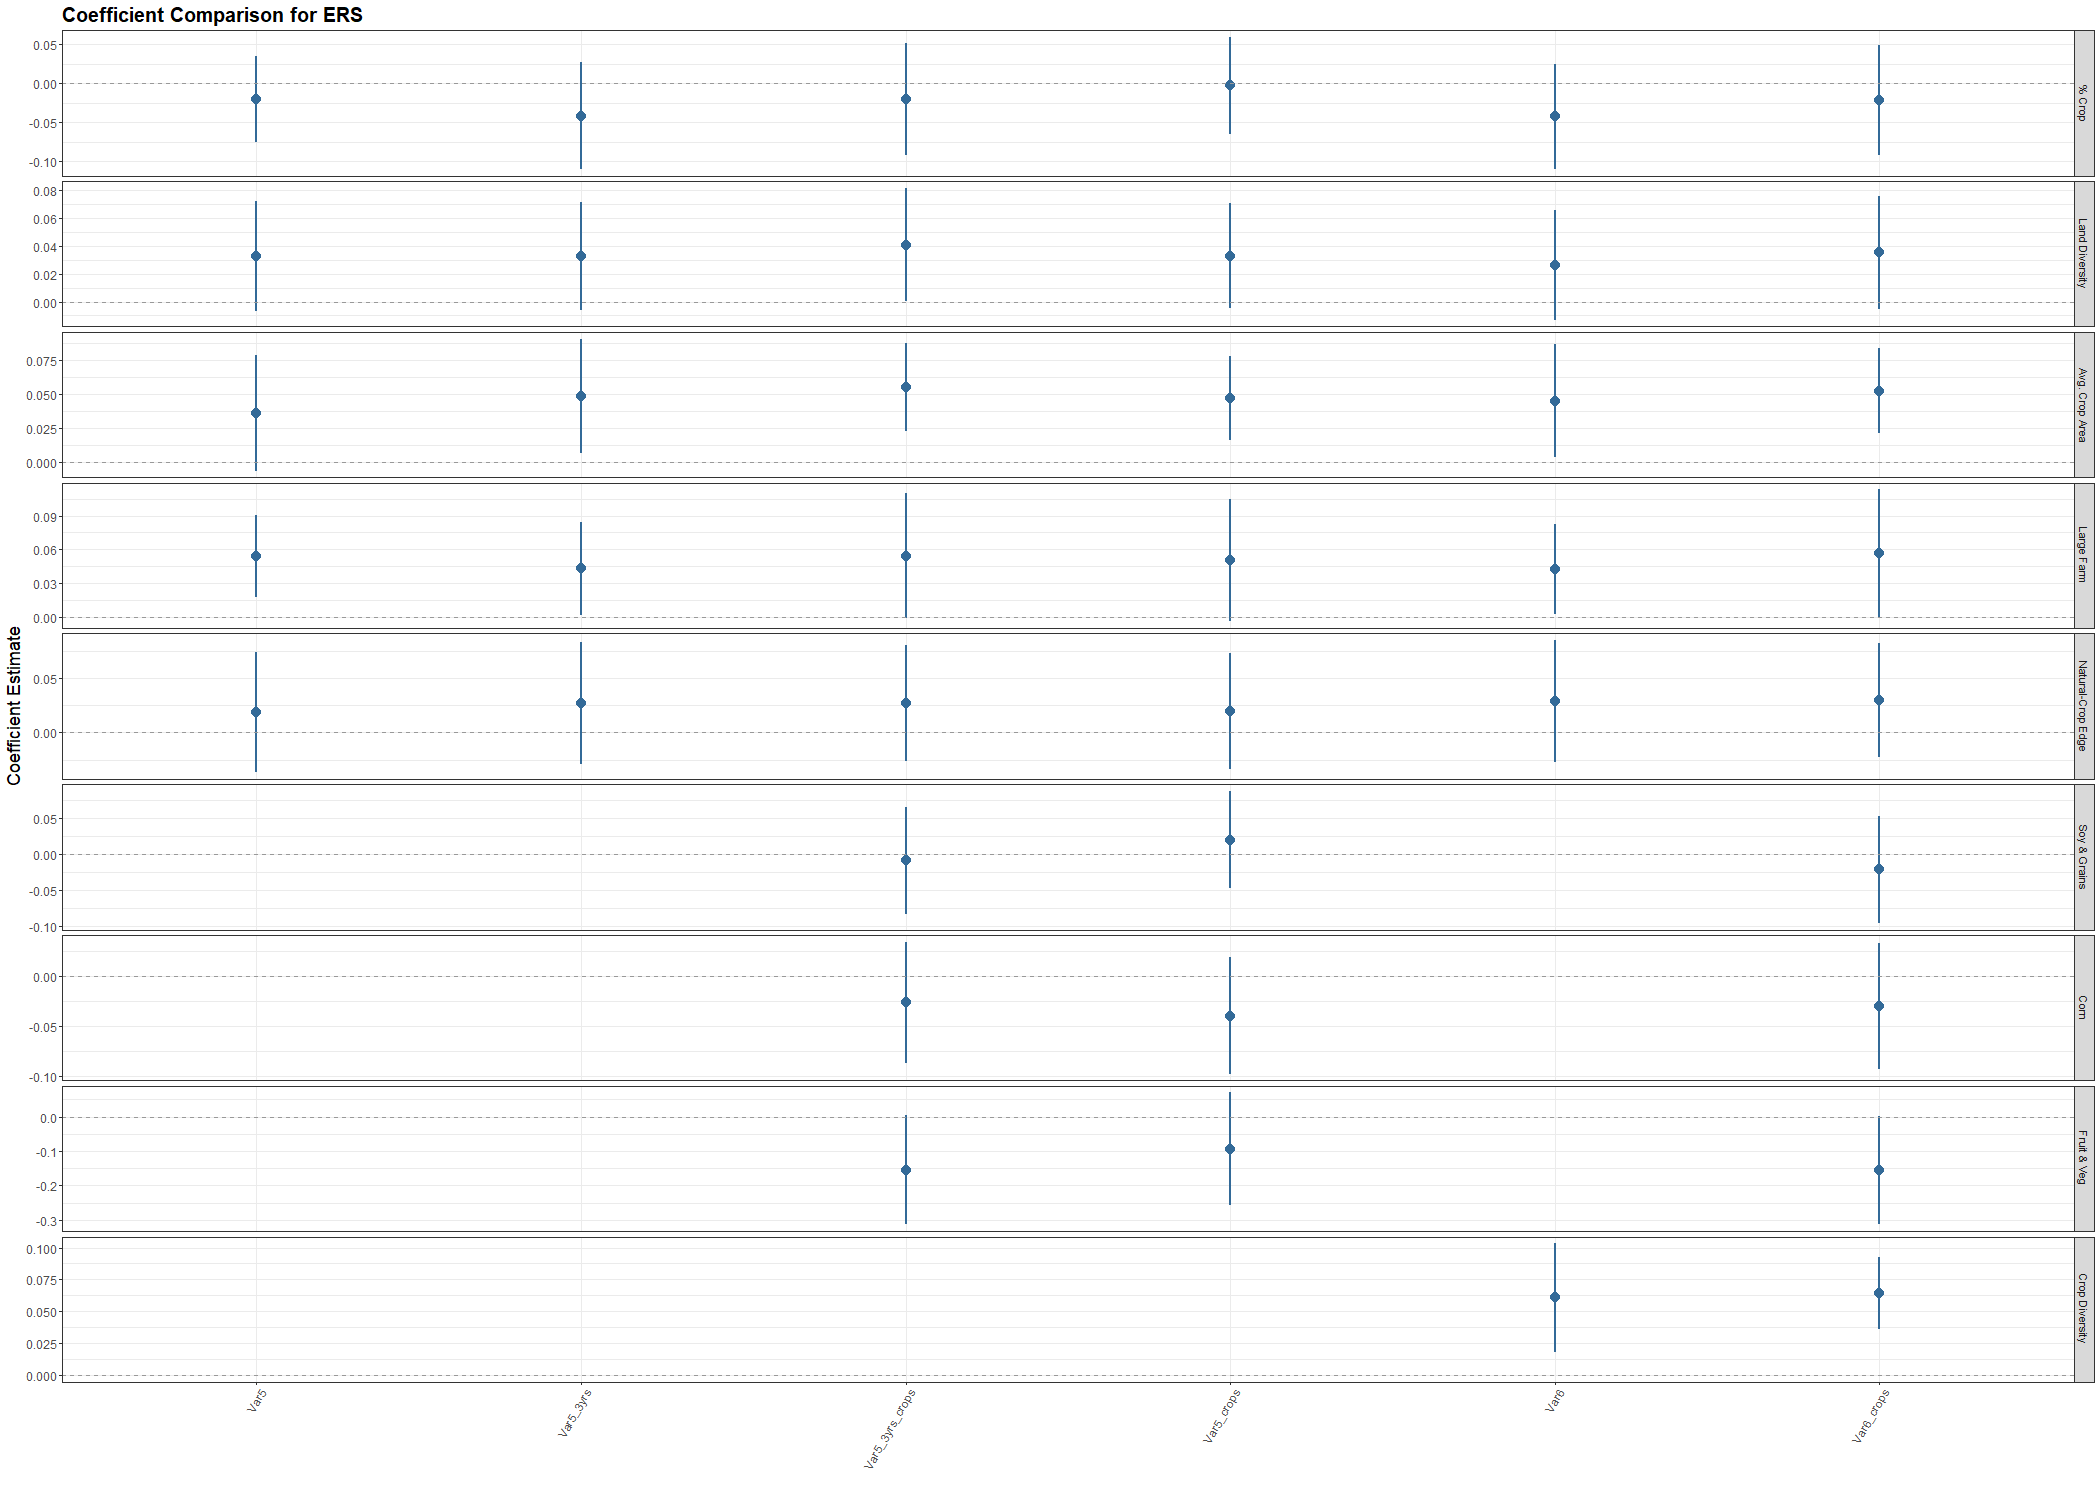 Coefficient Comparison for ERS
Coefficient Estimate
0.05
0.00
-0.05
-0.10
% Crop
0.08
0.06
0.04
0.02
0.00
Land Diversity
0.075
0.050
0.025
0.000
Avg. Crop Area
0.09
0.06
0.03
0.00
Large Farm
0.05
0.00
Natural-Crop Edge
0.05
0.00
-0.05
-0.10
Soy & Grains
0.00
-0.05
-0.10
Corn
0.0
-0.1
-0.2
-0.3
Fruit & Veg
0.100
0.075
0.050
0.025
0.000
Crop Diversity
Var5
Var5_3yrs
Var5_3yrs_crops
Var5_crops
Var6
Var6_crops